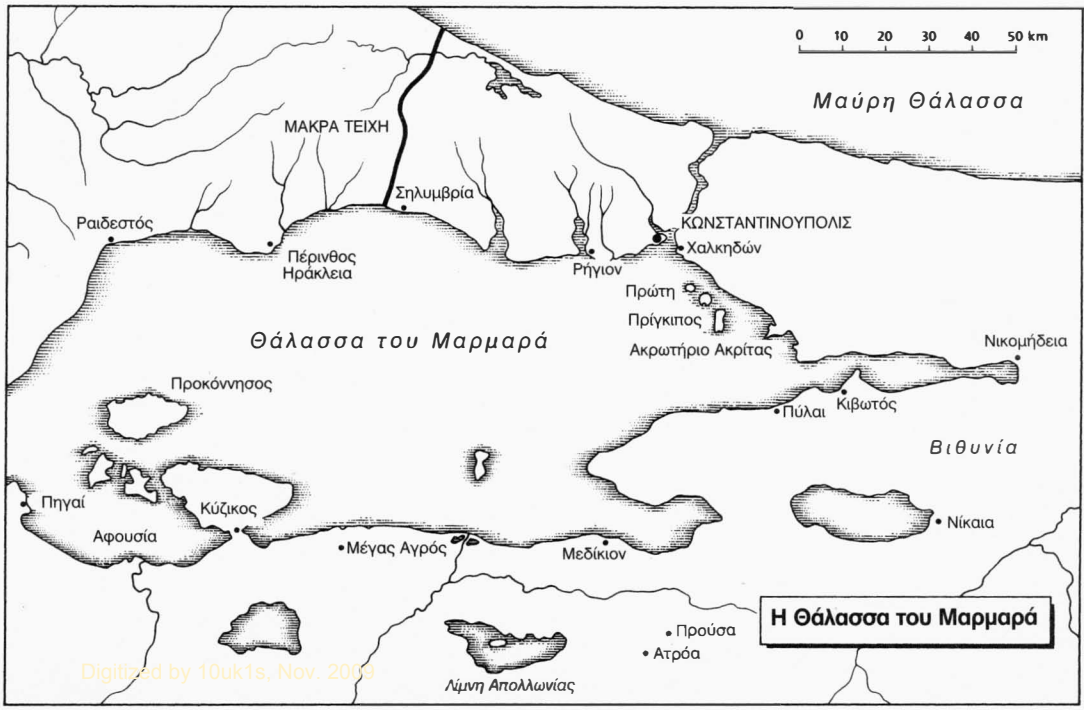 0 10 20 30 40 50 km
Μαύρη Θάλασσα
ΜΑΚΡΑ ΤΕΙΧΗ
Σηλυμβρία
Ραιδεστός
ΚΩΝΣΤΑΝΤΙΝΟΥΠΟΛΙΣ
Χαλκηδών
Πέρινθος
Ηράκλεια
Ρήγιον
Πρώτη
Πρίγκιπος
Θάλασσα του Μαρμαρά
Ακρωτήριο Ακρίτας
Νικομήδεια
Προκόννησος
Πύλαι
Κιβωτός
Βιθυνία
Πηγαί
Κύζικος
Νίκαια
Αφουσία
Μέγας Αγρός
Μεδίκιον
Η Θάλασσα του Μαρμαρά
Προύσα
Ατρόα
Λίμνη Απολλωνίας
Digitized by 10uk1s, Nov. 2009